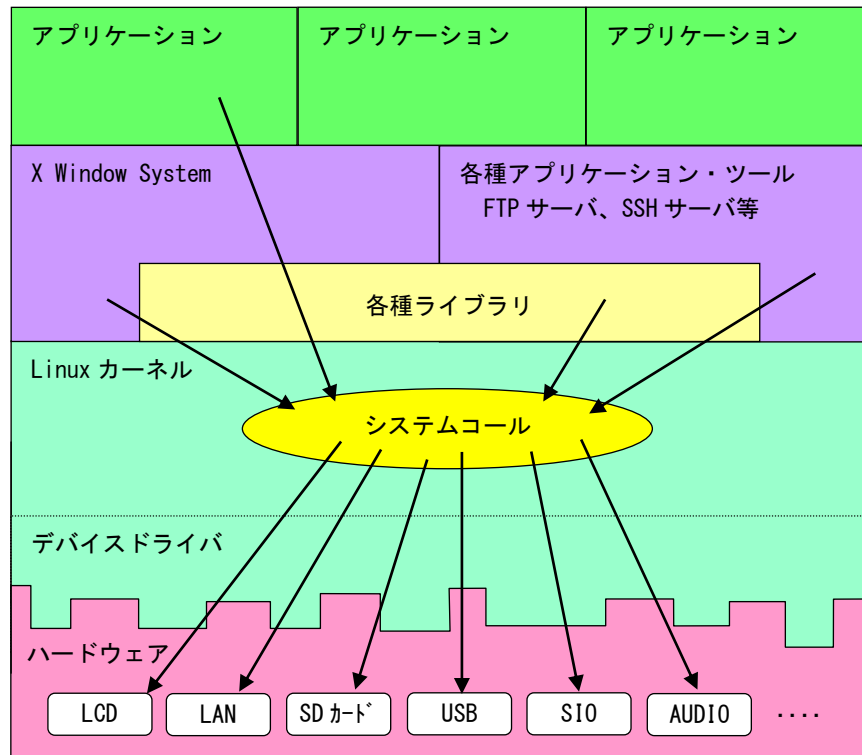 アプリケーション
アプリケーション
アプリケーション
X Window System
各種アプリケーション・ツール
FTP サーバ、SSH サーバ等
各種ライブラリ
Linux カーネル
システムコール
デバイスドライバ
ハードウェア
LCD
LAN
SD ｶｰﾄﾞ
USB
SIO
AUDIO
････